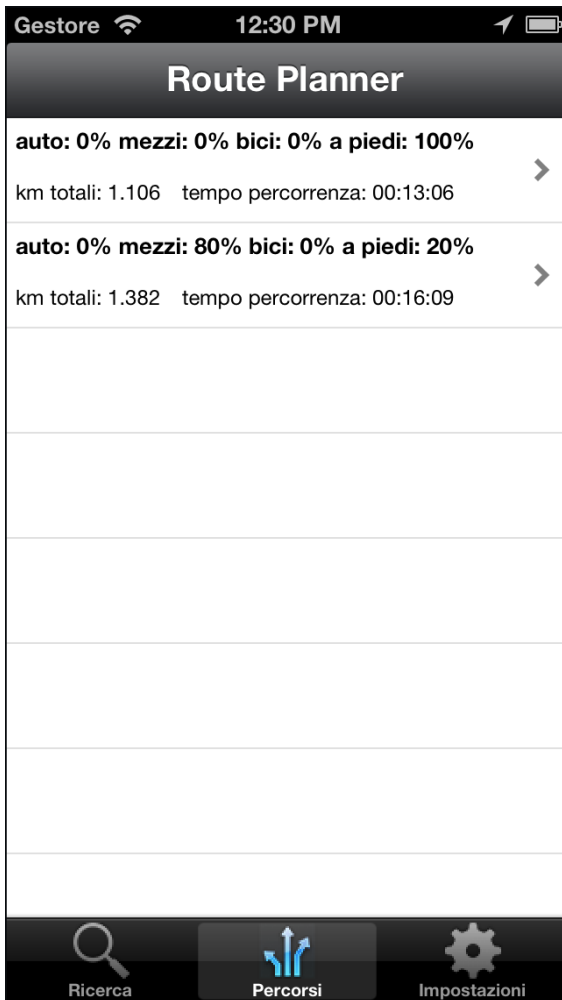 Gestore 12:30 PM
Route Planner
auto: 0% mezzi: 0% bici: 0% a piedi: 100%
km totali: 1.106 tempo percorrenza: 00:13:06
auto: 0% mezzi: 80% bici: 0% a piedi: 20%
km totali: 1.382 tempo percorrenza: 00:16:09
Ricerca Percorsi Impostazioni